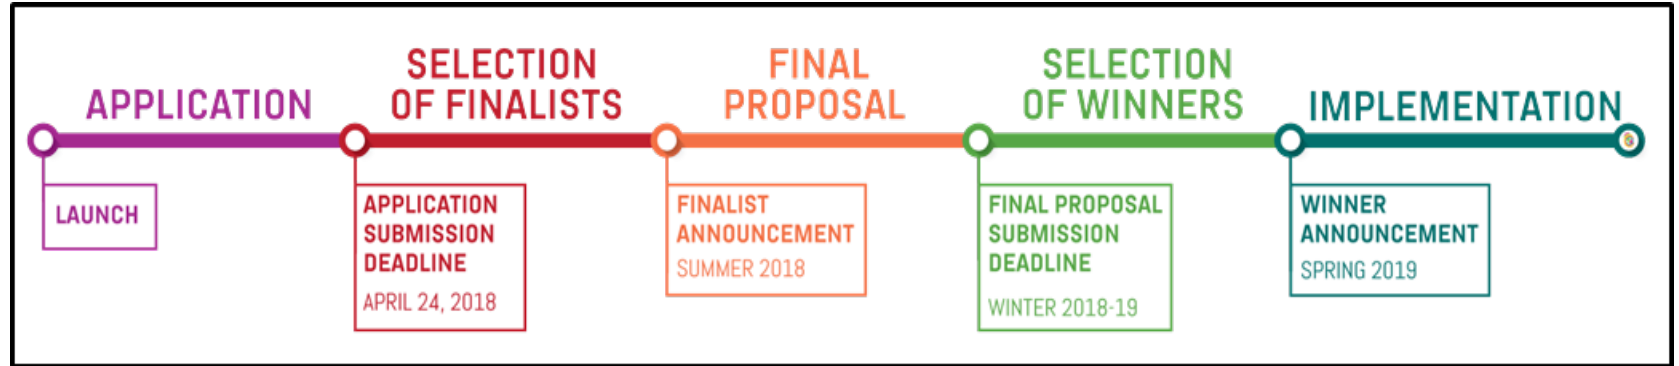 APPLICATION
SELECTION
OF FINALISTS
FINAL
PROPOSAL
SELECTION
OF WINNERS
IMPLEMENTATION
LAUNCH
APPLICATION
SUBMISSION
DEADLINE
APRIL 24, 2018
FINALIST
ANNOUNCEMENT
SUMMER 2018
FINAL PROPOSAL
SUBMISSION
DEADLINE
WINTER 2018-19
WINNER
ANNOUNCEMENT
SPRING 2019